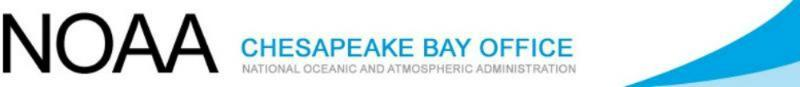 NOAA CHESAPEAKE BAY OFFICE
NATIONAL OCEANIC AND ATMOSPHERIC ADMINISTRATION